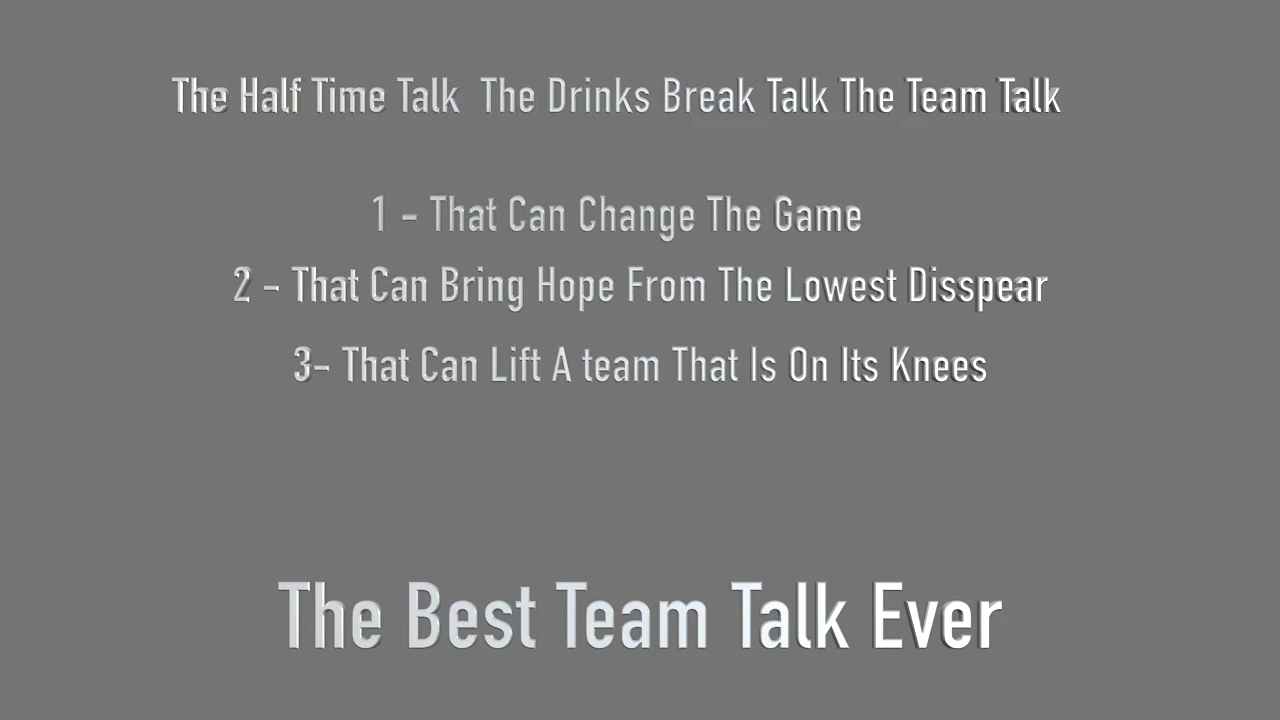 The Half Time Talk  The Drinks Break Talk The Team Talk
1 - That Can Change The Game
2 - That Can Bring Hope From The Lowest Disspear
3- That Can Lift A team That Is On Its Knees
The Best Team Talk Ever